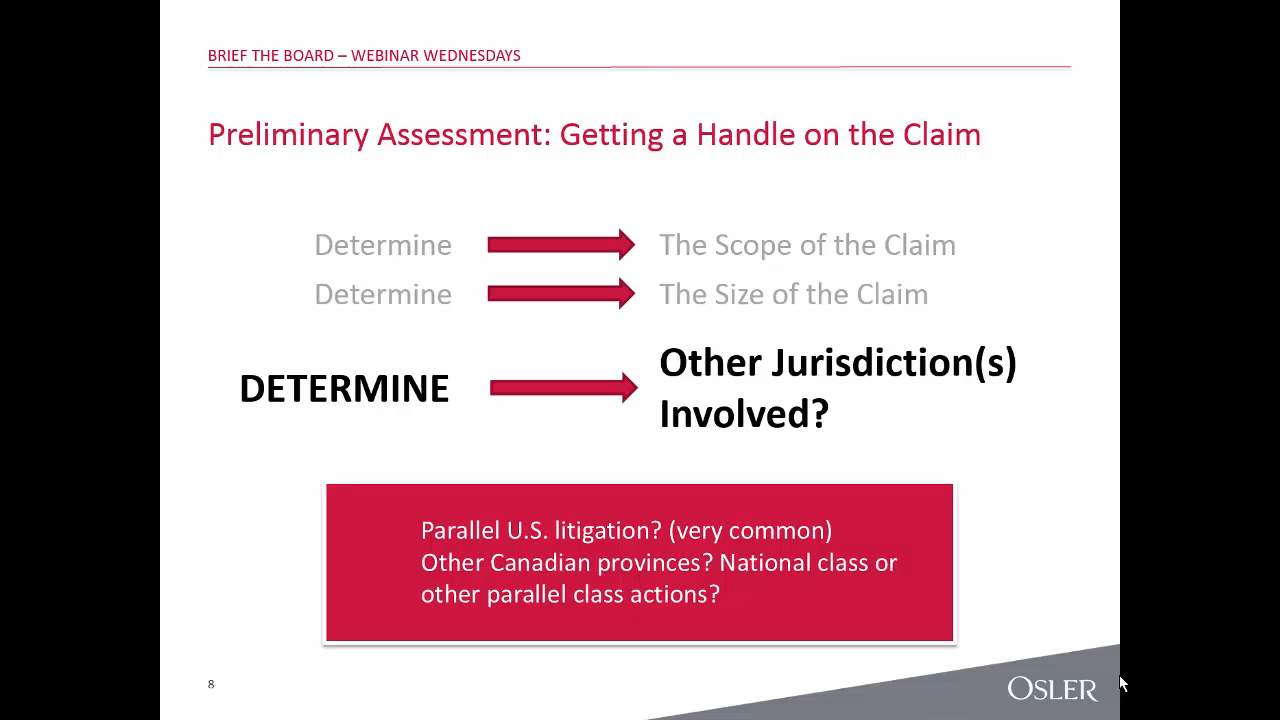 BRIEF THE BOARD – WEBINAR WEDNESDAYS
Preliminary Assessment: Getting a Handle on the Claim
Determine The Scope of the Claim
Determine The Size of the Claim
DETERMINE Other Jurisdiction(s)
Involved?
Parallel U.S. litigation? (very common)
Other Canadian provinces? National class or
other parallel class actions?
8
OSLER